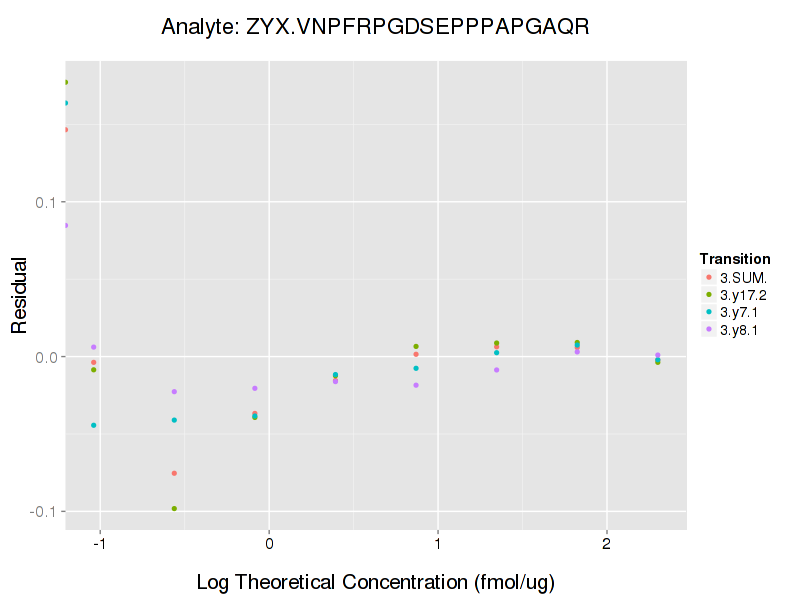 Analyte: ZYX.VNPFRPGDSEPPPAPGAQR
Residual
0.1
0.0
-0.1
-1
0
1
2
Log Theoretical Concentration (fmol/ug)
Transition
3.SUM.
3.y17.2
3.y7.1
3.y8.1